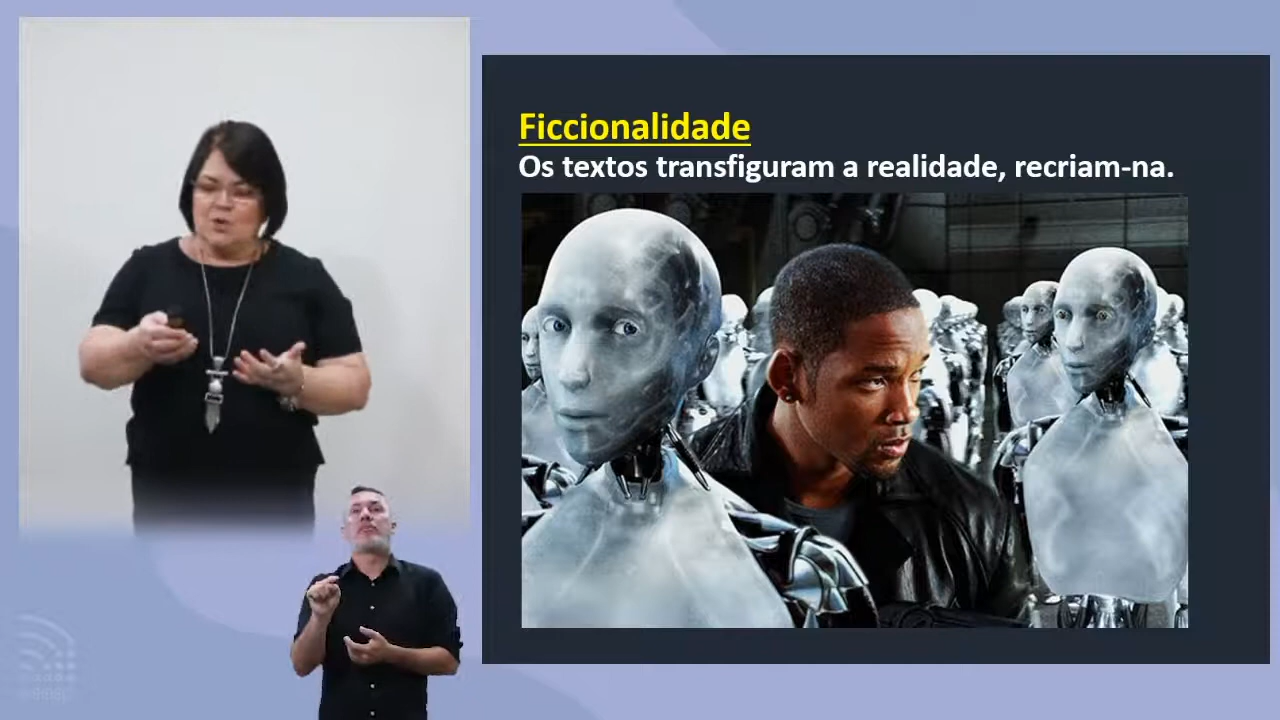 Ficcionalidade
Os textos transfiguram a realidade, recriam-na.